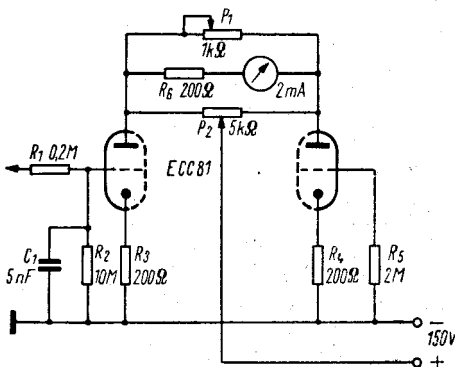 P1
1kΩ
R6 200Ω
2mA
P2 5kΩ
R1 0,2M
ECC81
C1
5nF
R2
10M
R3
200Ω
R4
200Ω
R5
2M
−
150V
+